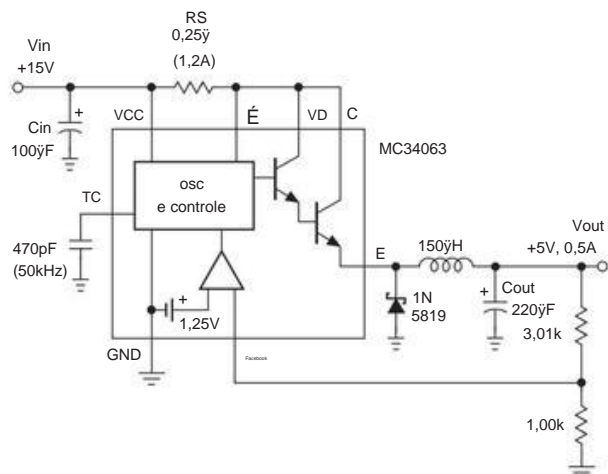 RS
0,25ÿ
(1,2A)
Vin
+15V
VCC
É
VD
C
MC34063
+
Cin
100ÿF
osc
e controle
TC
470pF
(50kHz)
E
150ÿH
Vout
+5V, 0,5A
+
1,25V
1N
5819
+
Cout
220ÿF
3,01k
GND
Facebook
1,00k